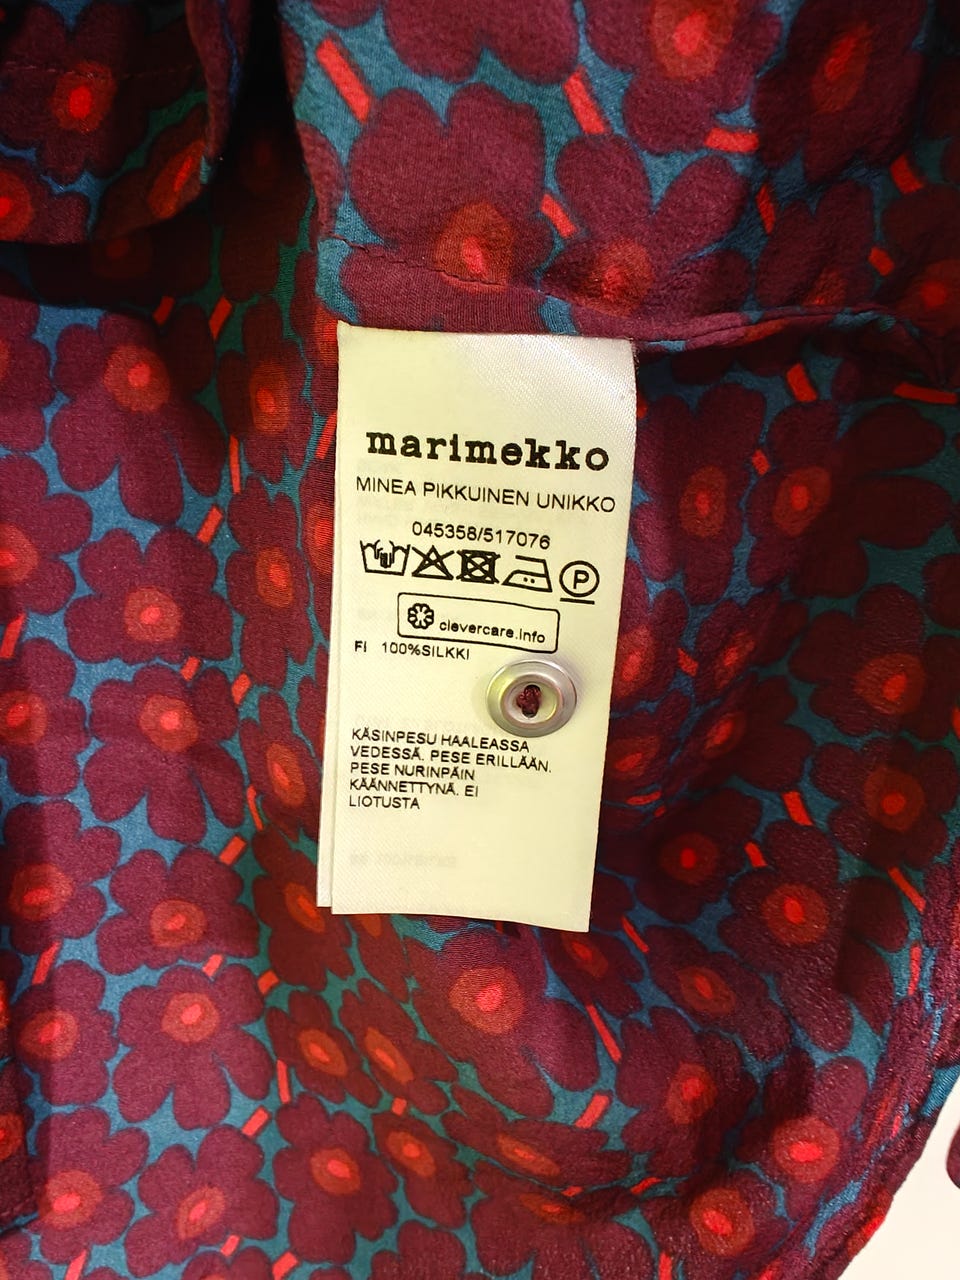 marimekko
MINEA PIKKUINEN UNIKKO
045358/517076
P
clevercare.info
FI 100%SILKKI
KÄSINPESU HAALEASSA
VEDESSÄ. PESE ERILLÄÄN.
PESE NURINPÄIN
KÄÄNNETTYNÄ. EI
LIOTUSTA